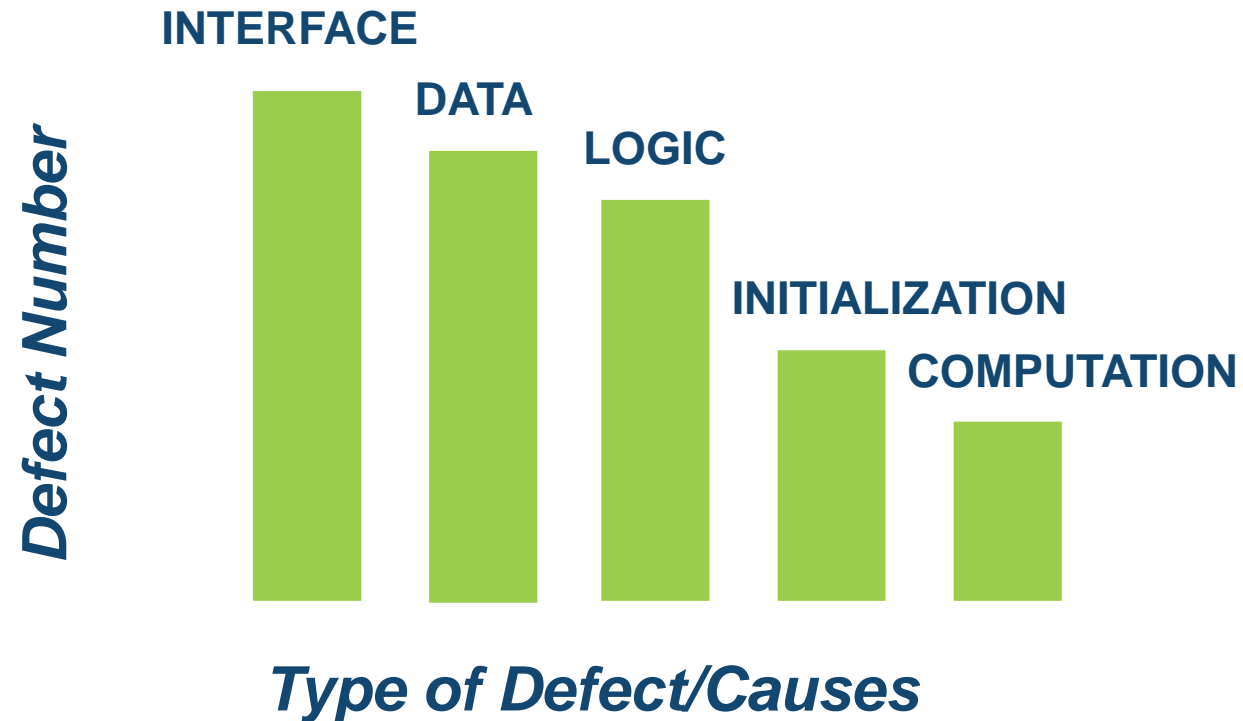 INTERFACE
DATA
LOGIC
INITIALIZATION
COMPUTATION
Defect Number
Type of Defect/Causes